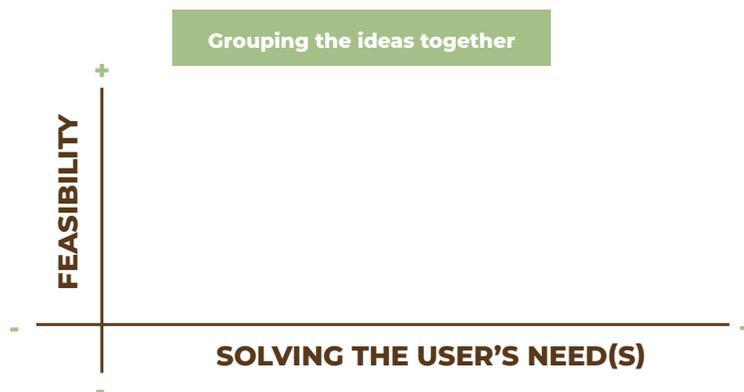 Grouping the ideas together
+
FEASIBILITY
-
SOLVING THE USER’S NEED(S)